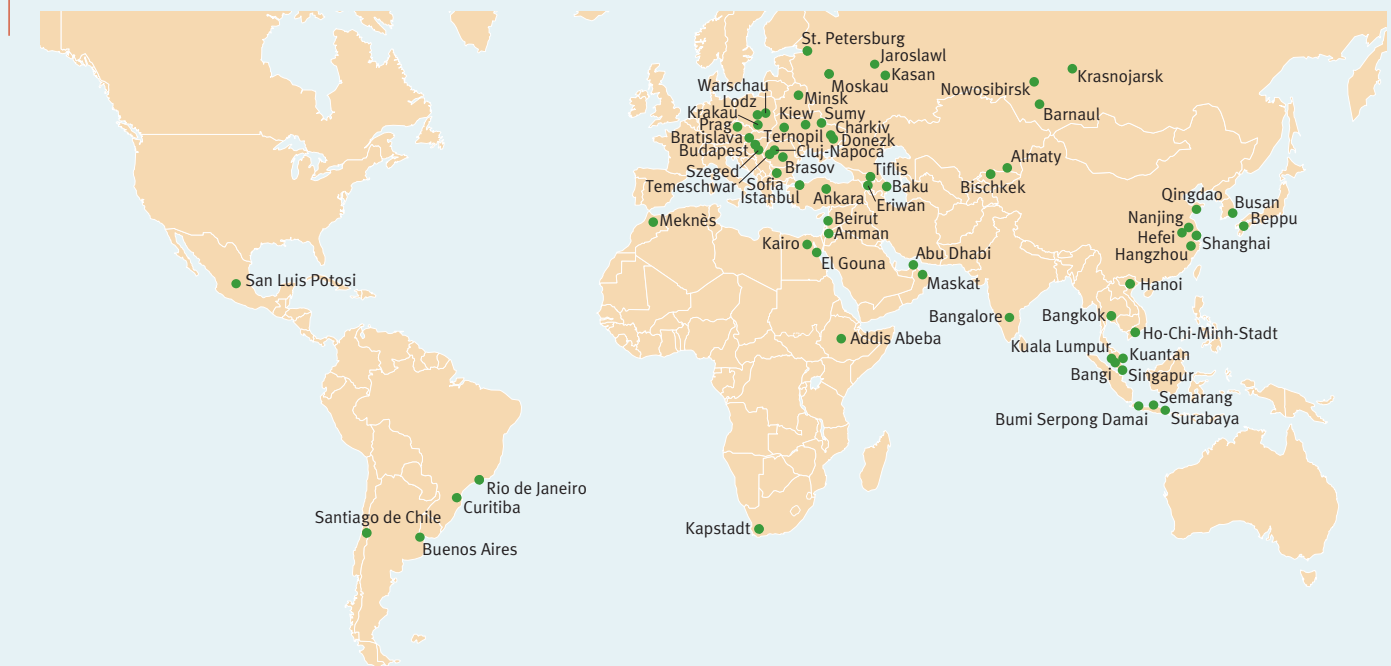 St. Petersburg
Jaroslawl
Kasan
Moskau
Krasnojarsk
Nowosibirsk
Barnaul
Warschau
Lodz
Minsk
Krakau
Kiew
Sumy
Prag
Charkiv
Bratislava
Ternopil
Donezk
Budapest
Cluj-Napoca
Szeged
Brasov
Temeschwar
Sofia
Istanbul
Ankara
Tiflis
Baku
Eriwan
Almaty
Bischkek
Qingdao
Busan
Beppu
Nanjing
Hefei
Shanghai
Hangzhou
Meknès
Beirut
Amman
Kairo
El Gouna
Abu Dhabi
Maskat
San Luis Potosi
Hanoi
Bangalore
Bangkok
Ho-Chi-Minh-Stadt
Addis Abeba
Kuala Lumpur
Kuantan
Bangi
Singapur
Semarang
Bumi Serpong Damai
Surabaya
Rio de Janeiro
Curitiba
Santiago de Chile
Buenos Aires
Kapstadt